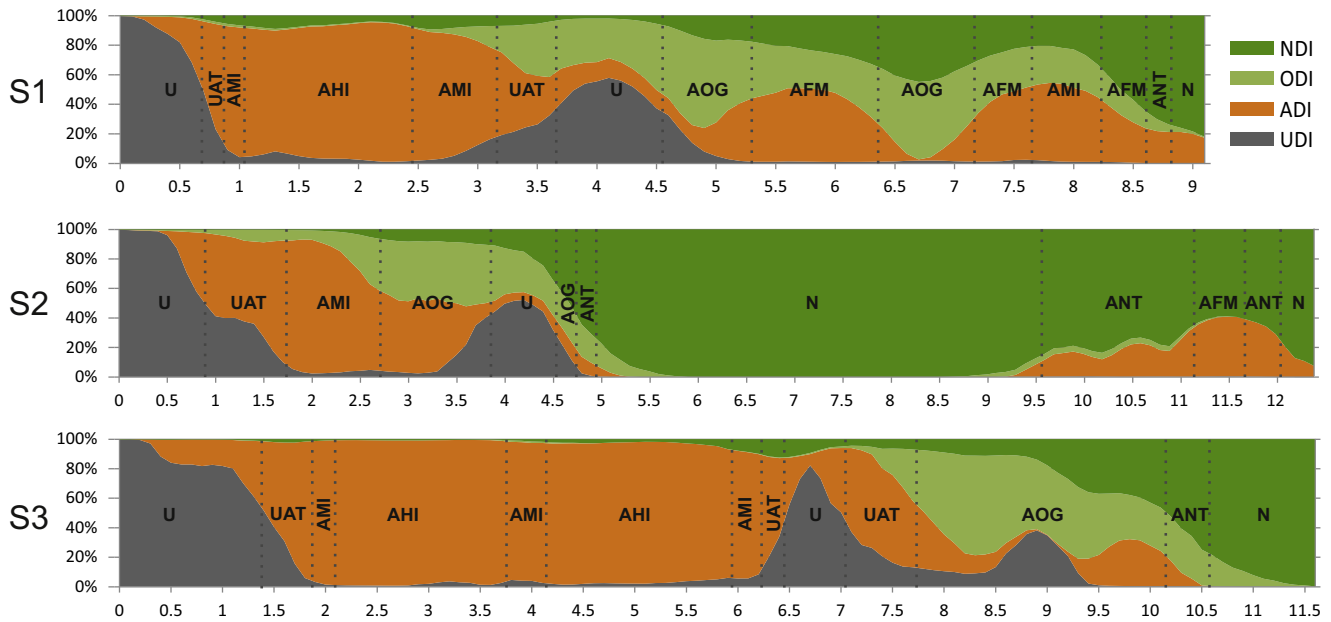 100%
80%
60%
40%
20%
0%
S1
U
UAT
AMI
AHI
AMI
UAT
U
AOG
AFM
AOG
AFM
AMI
AFM
ANT
N
0 0.5 1 1.5 2 2.5 3 3.5 4 4.5 5 5.5 6 6.5 7 7.5 8 8.5 9
NDI
ODI
ADI
UDI
100%
80%
60%
40%
20%
0%
S2
U
UAT
AMI
AOG
U
AOG
ANT
N
ANT
AFM
ANT
N
0 0.5 1 1.5 2 2.5 3 3.5 4 4.5 5 5.5 6 6.5 7 7.5 8 8.5 9 9.5 10 10.5 11 11.5 12
100%
80%
60%
40%
20%
0%
S3
U
UAT
AMI
AHI
AMI
AHI
AMI
UAT
U
UAT
AOG
ANT
N
0 0.5 1 1.5 2 2.5 3 3.5 4 4.5 5 5.5 6 6.5 7 7.5 8 8.5 9 9.5 10 10.5 11 11.5